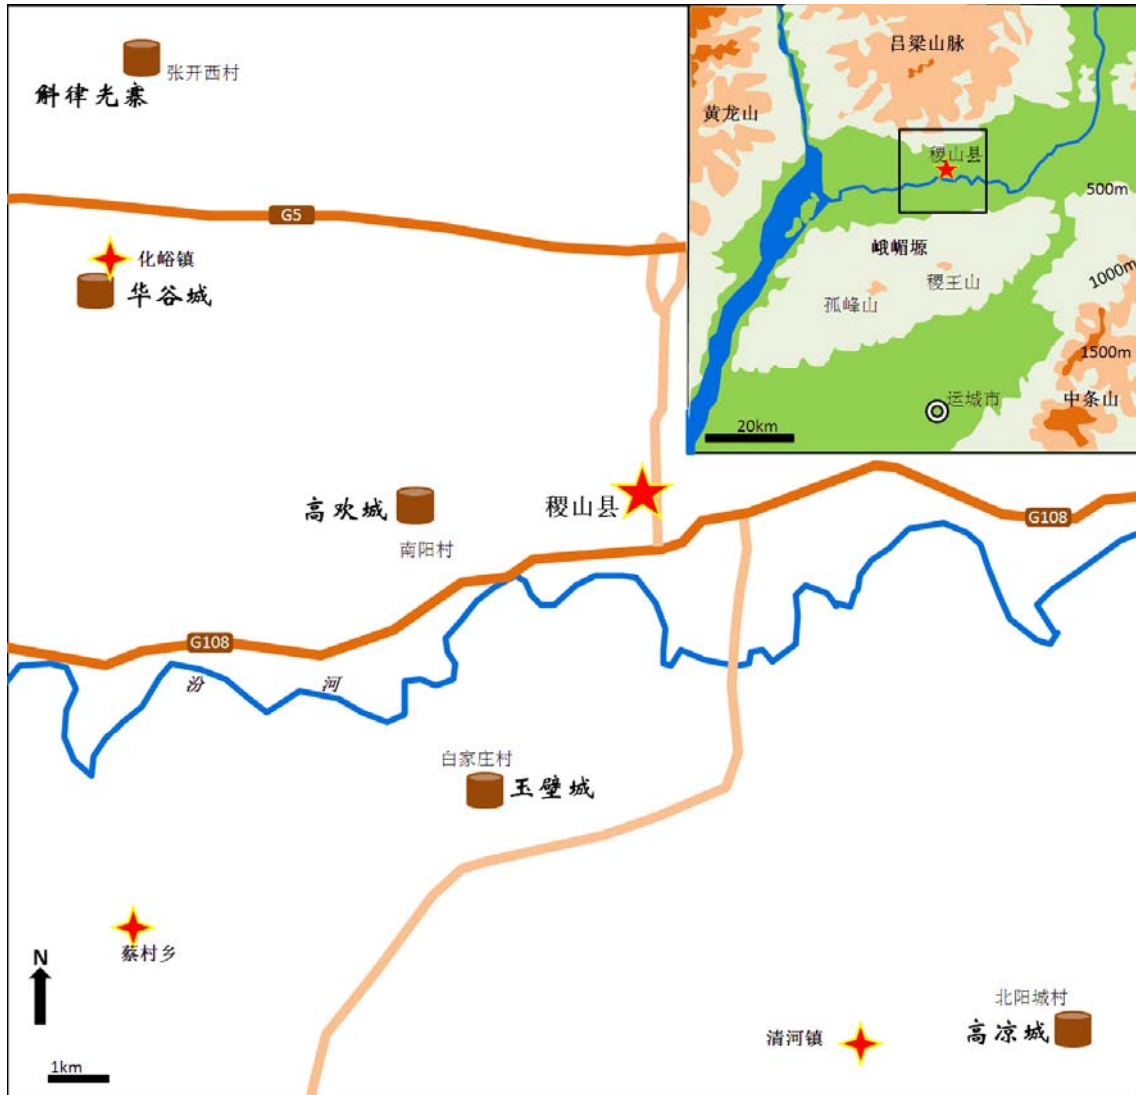 张开西村
斛律光寨
G5
化峪镇
华谷城
吕梁山脉
黄龙山
稷山县
500m
峨嵋塬
1000m
稷王山
孤峰山
1500m
运城市
中条山
20km
高欢城
稷山县
南阳村
G108
G108
汾河
白家庄村
玉壁城
蔡村乡
N
1km
北阳城村
清河镇
高凉城